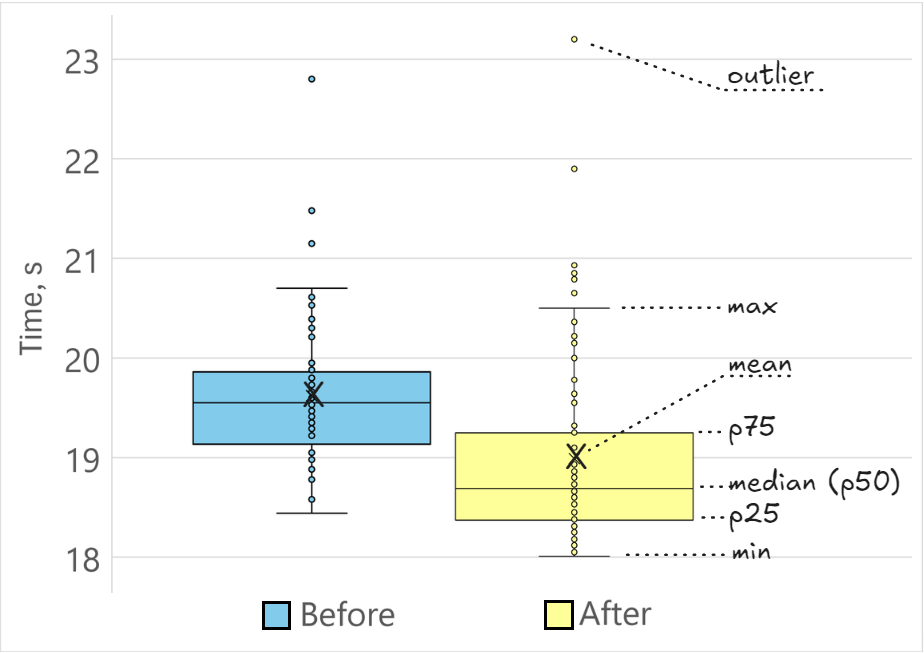 23
outlier
22
21
Time, s
max
20
mean
p75
19
median (p50)
p25
min
18
Before
After